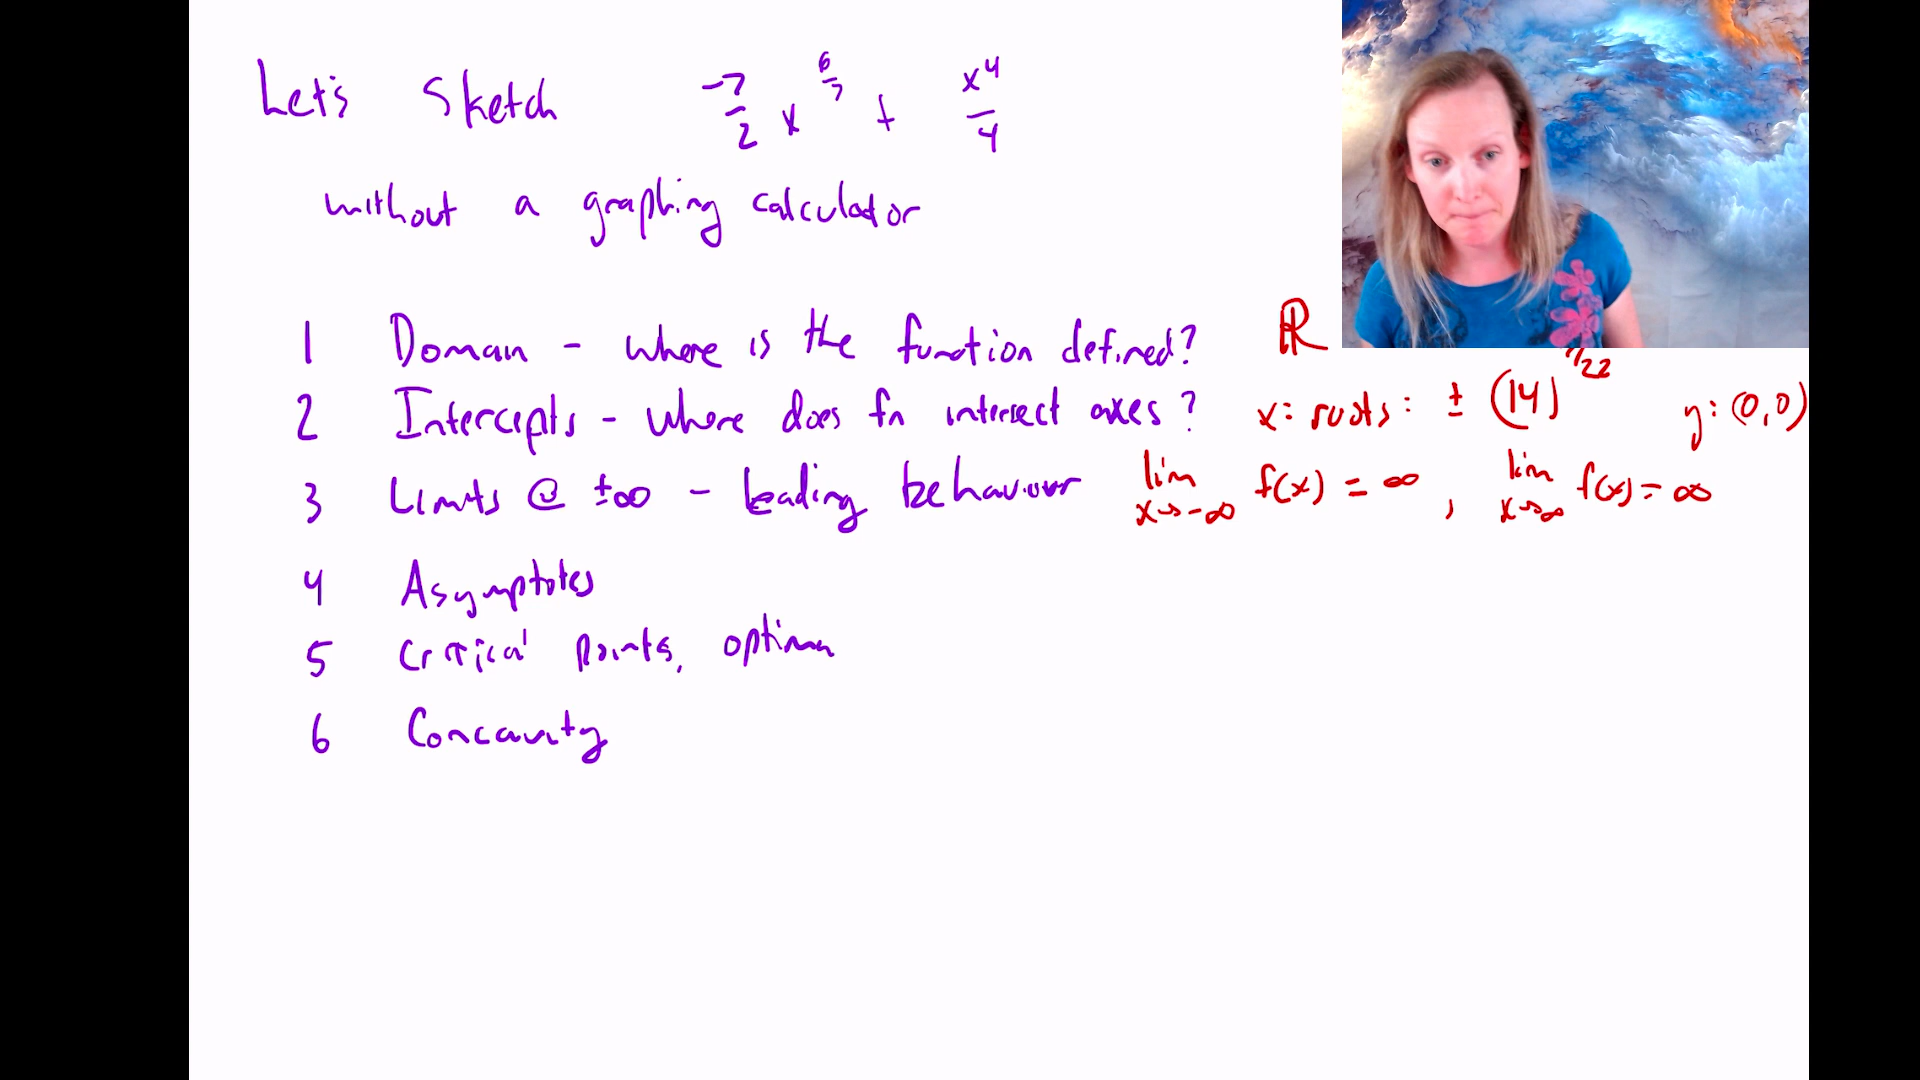 Let's Sketch -7/2 x^(6/7) + x^4/4
without a graphing calculator
1 Doman - where is the function defined? ℝ
2 Intercepts - where does fn intersect axes? x: roots: ± (14)^(7/22) y: (0,0)
3 Limits @ ±∞ - leading behaviour lim x→-∞ f(x) = ∞ , lim x→∞ f(x) = ∞
4 Asymptotes
5 Critical points, optima
6 Concavity